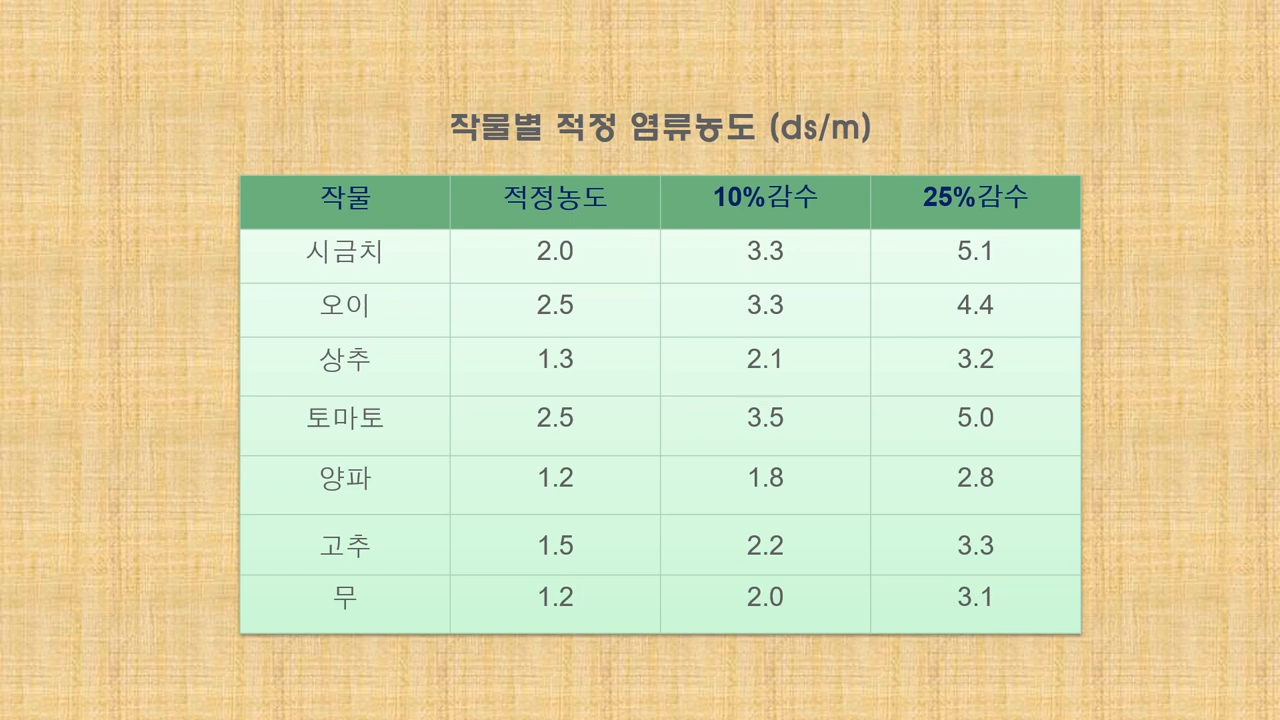 작물별 적정 염류농도 (ds/m)
작물 적정농도 10%감수 25%감수
시금치 2.0 3.3 5.1
오이 2.5 3.3 4.4
상추 1.3 2.1 3.2
토마토 2.5 3.5 5.0
양파 1.2 1.8 2.8
고추 1.5 2.2 3.3
무 1.2 2.0 3.1